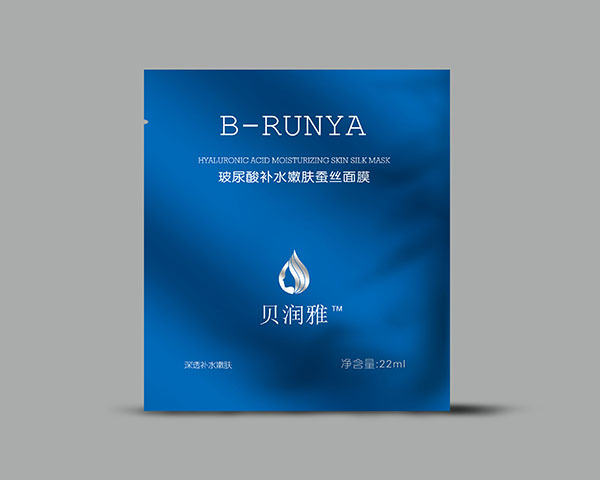 B-RUNYA
HYALURONIC ACID MOISTURIZING SKIN SILK MASK
玻尿酸补水嫩肤蚕丝面膜
贝润雅™
深透补水嫩肤
净含量:22ml